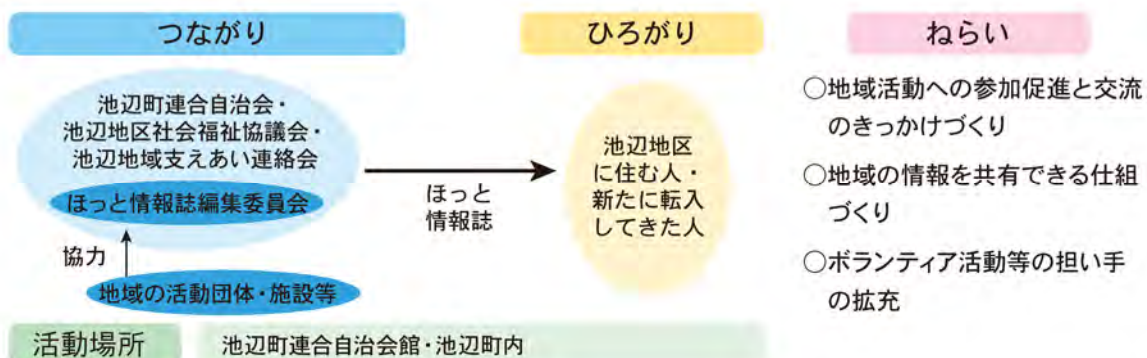 つながり
池辺町連合自治会・
池辺地区社会福祉協議会・
池辺地域支えあい連絡会
ほっと情報誌編集委員会
協力
地域の活動団体・施設等
ほっと
情報誌
ひろがり
池辺地区
に住む人・
新たに転入
してきた人
ねらい
○地域活動への参加促進と交流
のきっかけづくり
○地域の情報を共有できる仕組
づくり
○ボランティア活動等の担い手
の拡充
活動場所
池辺町連合自治会館・池辺町内